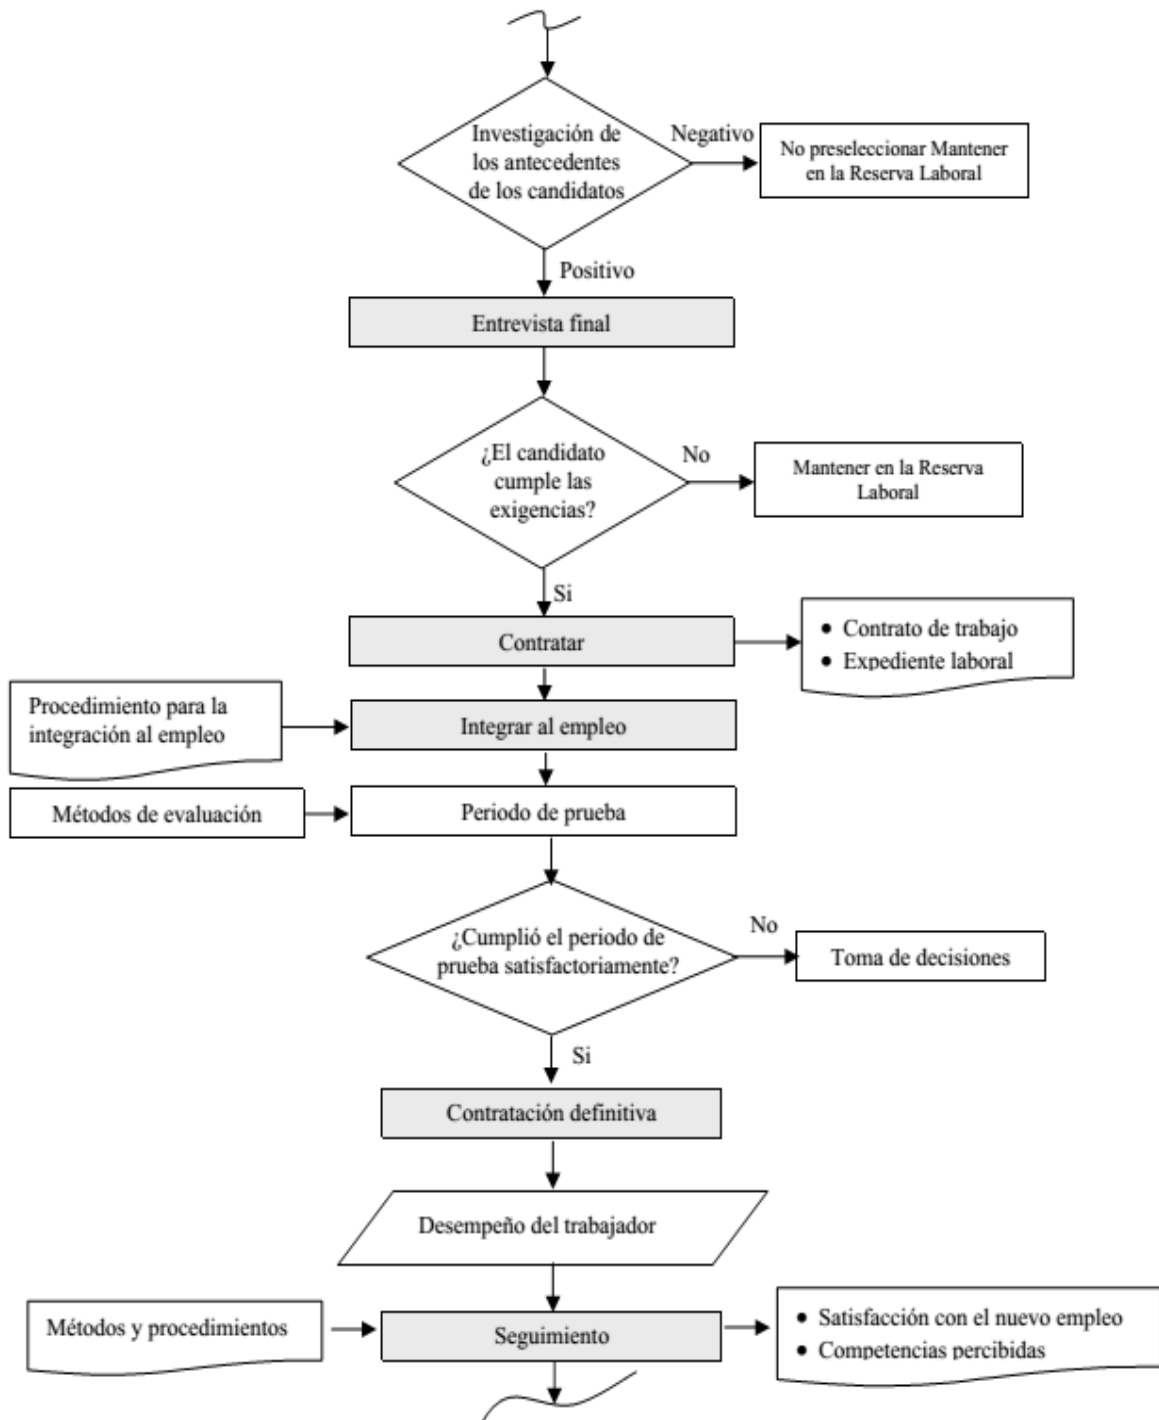 Investigación de
los antecedentes
de los candidatos
Negativo
No preseleccionar Mantener
en la Reserva Laboral
Positivo
Entrevista final
¿El candidato
cumple las
exigencias?
No
Mantener en la Reserva
Laboral
Si
Contratar
● Contrato de trabajo
● Expediente laboral
Procedimiento para la
integración al empleo
Integrar al empleo
Métodos de evaluación
Periodo de prueba
¿Cumplió el periodo de
prueba satisfactoriamente?
No
Toma de decisiones
Si
Contratación definitiva
Desempeño del trabajador
Métodos y procedimientos
Seguimiento
● Satisfacción con el nuevo empleo
● Competencias percibidas